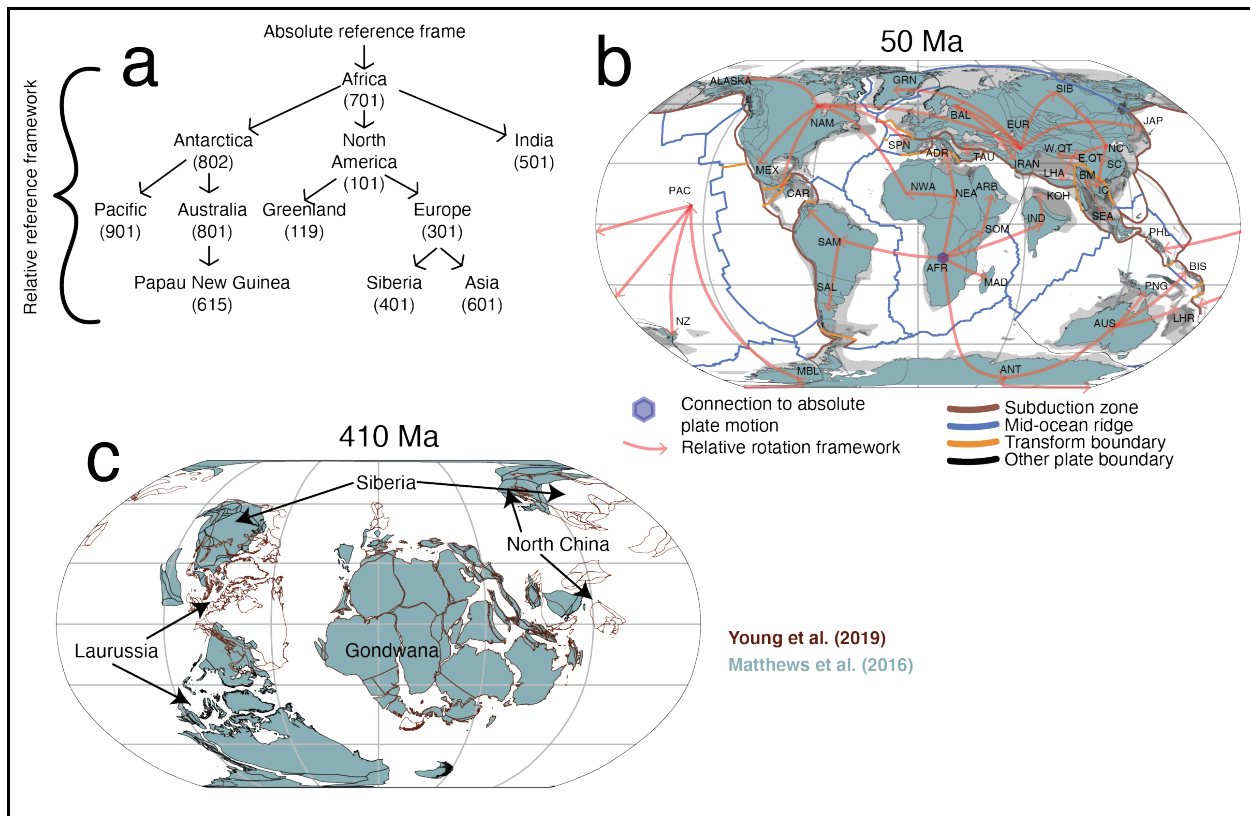 a
Absolute reference frame
Relative reference framework
Africa
(701)
Antarctica
(802)
North
America
(101)
India
(501)
Pacific
(901)
Australia
(801)
Greenland
(119)
Europe
(301)
Papau New Guinea
(615)
Siberia
(401)
Asia
(601)
b
50 Ma
ALASKA
GRN
SIB
NAM
BAL
EUR
JAP
SPN
ADR
TAU
IRAN
W.QT
NC
E.QT
SC
LHA
BM
MEX
CAR
NWA
NEA
ARB
KOH
IC
PAC
IND
SEA
SAM
SOM
PHL
AFR
BIS
SAL
MAD
PNG
NZ
AUS
LHR
MBL
ANT
Connection to absolute
plate motion
Relative rotation framework
Subduction zone
Mid-ocean ridge
Transform boundary
Other plate boundary
c
410 Ma
Siberia
North China
Laurussia
Gondwana
Young et al. (2019)
Matthews et al. (2016)